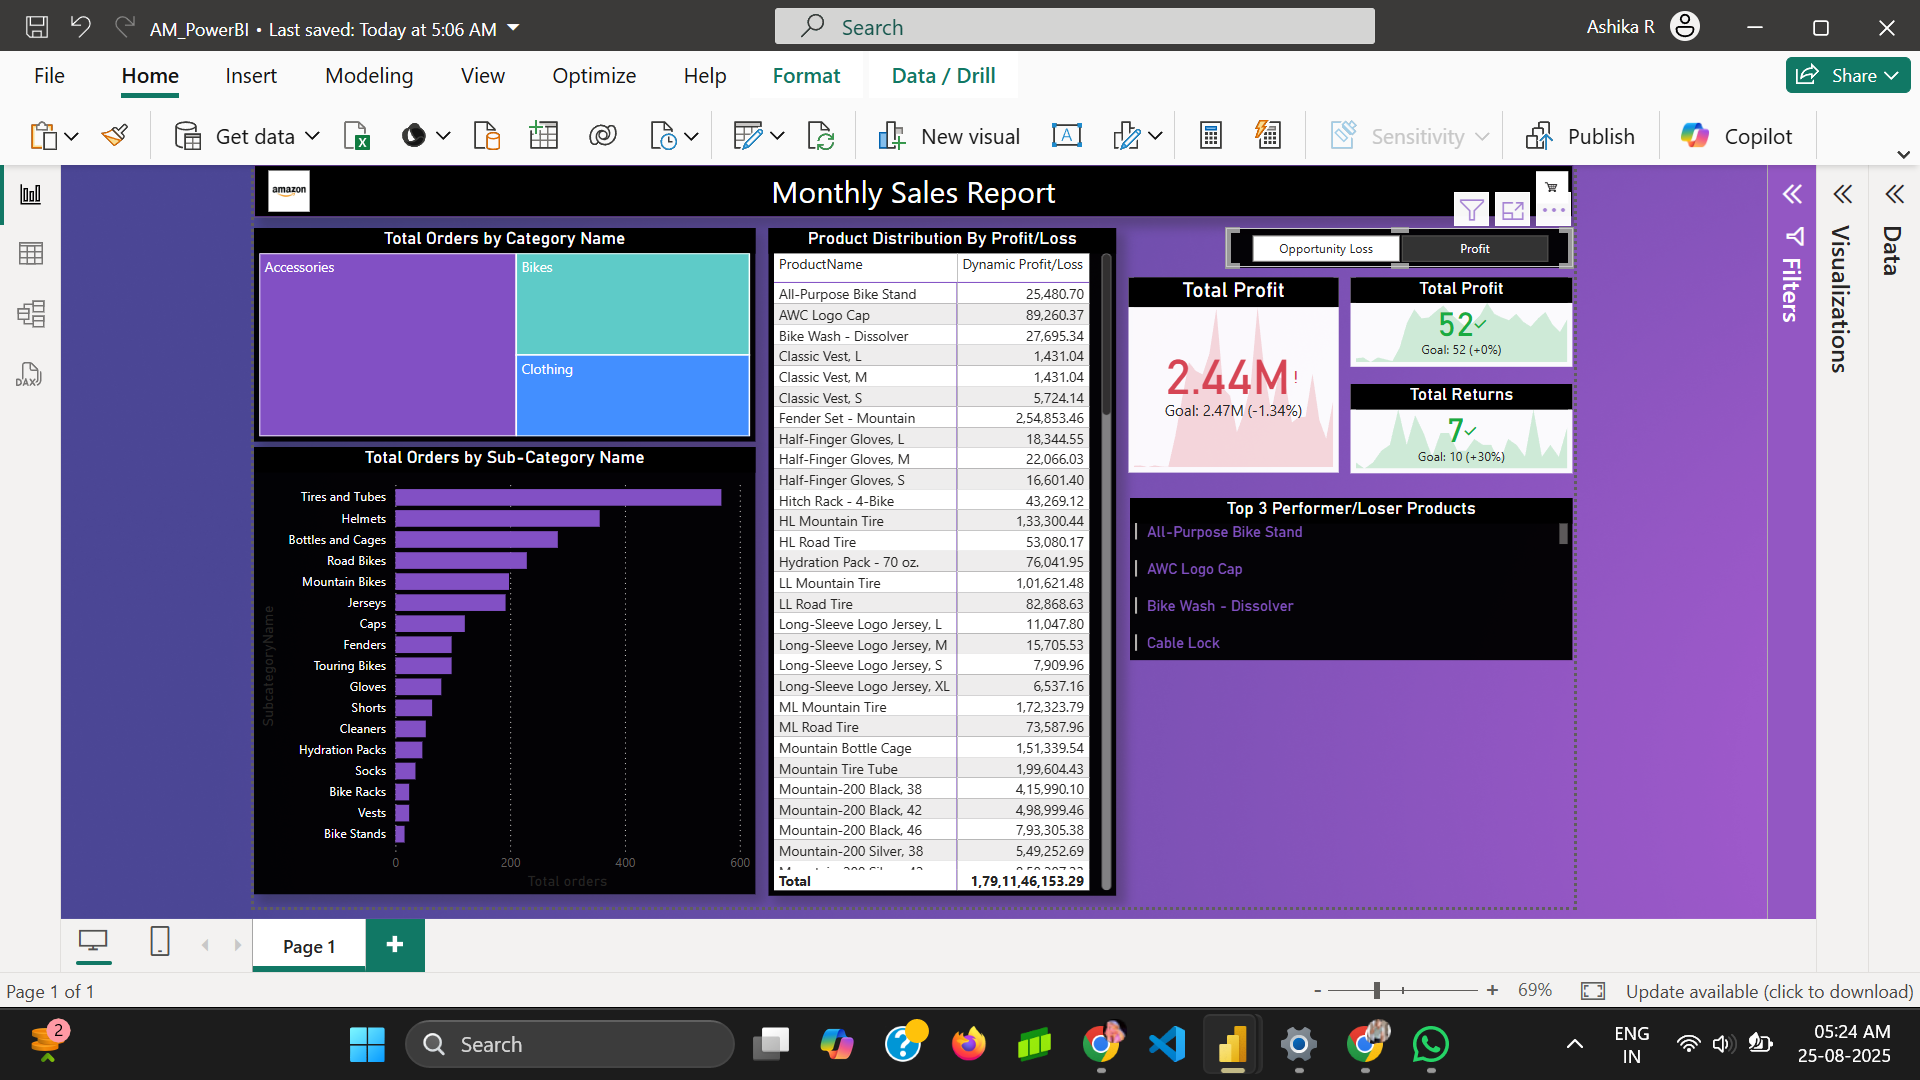 AM_PowerBI • Last saved: Today at 5:06 AM
Search
Ashika R
File
Home
Insert
Modeling
View
Optimize
Help
Format
Data / Drill
Share
Get data
New visual
Sensitivity
Publish
Copilot
amazon
Monthly Sales Report
Total Orders by Category Name
Accessories
Bikes
Clothing
Total Orders by Sub-Category Name
SubcategoryName
Tires and Tubes
Helmets
Bottles and Cages
Road Bikes
Mountain Bikes
Jerseys
Caps
Fenders
Touring Bikes
Gloves
Shorts
Cleaners
Hydration Packs
Socks
Bike Racks
Vests
Bike Stands
0 200 400 600
Total orders
Product Distribution By Profit/Loss
ProductName Dynamic Profit/Loss
All-Purpose Bike Stand 25,480.70
AWC Logo Cap 89,260.37
Bike Wash - Dissolver 27,695.34
Classic Vest, L 1,431.04
Classic Vest, M 1,431.04
Classic Vest, S 5,724.14
Fender Set - Mountain 2,54,853.46
Half-Finger Gloves, L 18,344.55
Half-Finger Gloves, M 22,066.03
Half-Finger Gloves, S 16,601.40
Hitch Rack - 4-Bike 43,269.12
HL Mountain Tire 1,33,300.44
HL Road Tire 53,080.17
Hydration Pack - 70 oz. 76,041.95
LL Mountain Tire 1,01,621.48
LL Road Tire 82,868.63
Long-Sleeve Logo Jersey, L 11,047.80
Long-Sleeve Logo Jersey, M 15,705.53
Long-Sleeve Logo Jersey, S 7,909.96
Long-Sleeve Logo Jersey, XL 6,537.16
ML Mountain Tire 1,72,323.79
ML Road Tire 73,587.96
Mountain Bottle Cage 1,51,339.54
Mountain Tire Tube 1,99,604.43
Mountain-200 Black, 38 4,15,990.10
Mountain-200 Black, 42 4,98,999.46
Mountain-200 Black, 46 7,93,305.38
Mountain-200 Silver, 38 5,49,252.69
Total 1,79,11,46,153.29
Opportunity Loss
Profit
Total Profit
2.44M!
Goal: 2.47M (-1.34%)
Total Profit
52
Goal: 52 (+0%)
Total Returns
7
Goal: 10 (+30%)
Top 3 Performer/Loser Products
All-Purpose Bike Stand
AWC Logo Cap
Bike Wash - Dissolver
Cable Lock
Filters
Visualizations
Data
DAX
Page 1
+
Page 1 of 1
- + 69%
Update available (click to download)
2
Search
ENG
IN
05:24 AM
25-08-2025